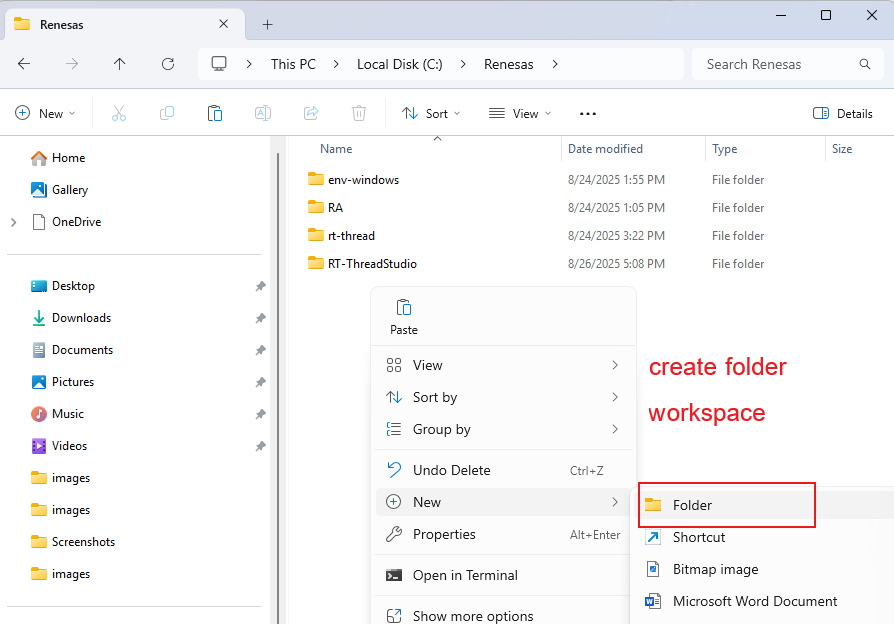 Renesas
This PC
Local Disk (C:)
Renesas
Search Renesas
New
Sort
View
Details
Home
Gallery
OneDrive
Desktop
Downloads
Documents
Pictures
Music
Videos
images
images
Screenshots
images
Name
Date modified
Type
Size
env-windows 8/24/2025 1:55 PM File folder
RA 8/24/2025 1:05 PM File folder
rt-thread 8/24/2025 3:22 PM File folder
RT-ThreadStudio 8/26/2025 5:08 PM File folder
Paste
View
Sort by
Group by
Undo Delete Ctrl+Z
New
Properties Alt+Enter
Open in Terminal
Show more options
create folder
workspace
Folder
Shortcut
Bitmap image
Microsoft Word Document